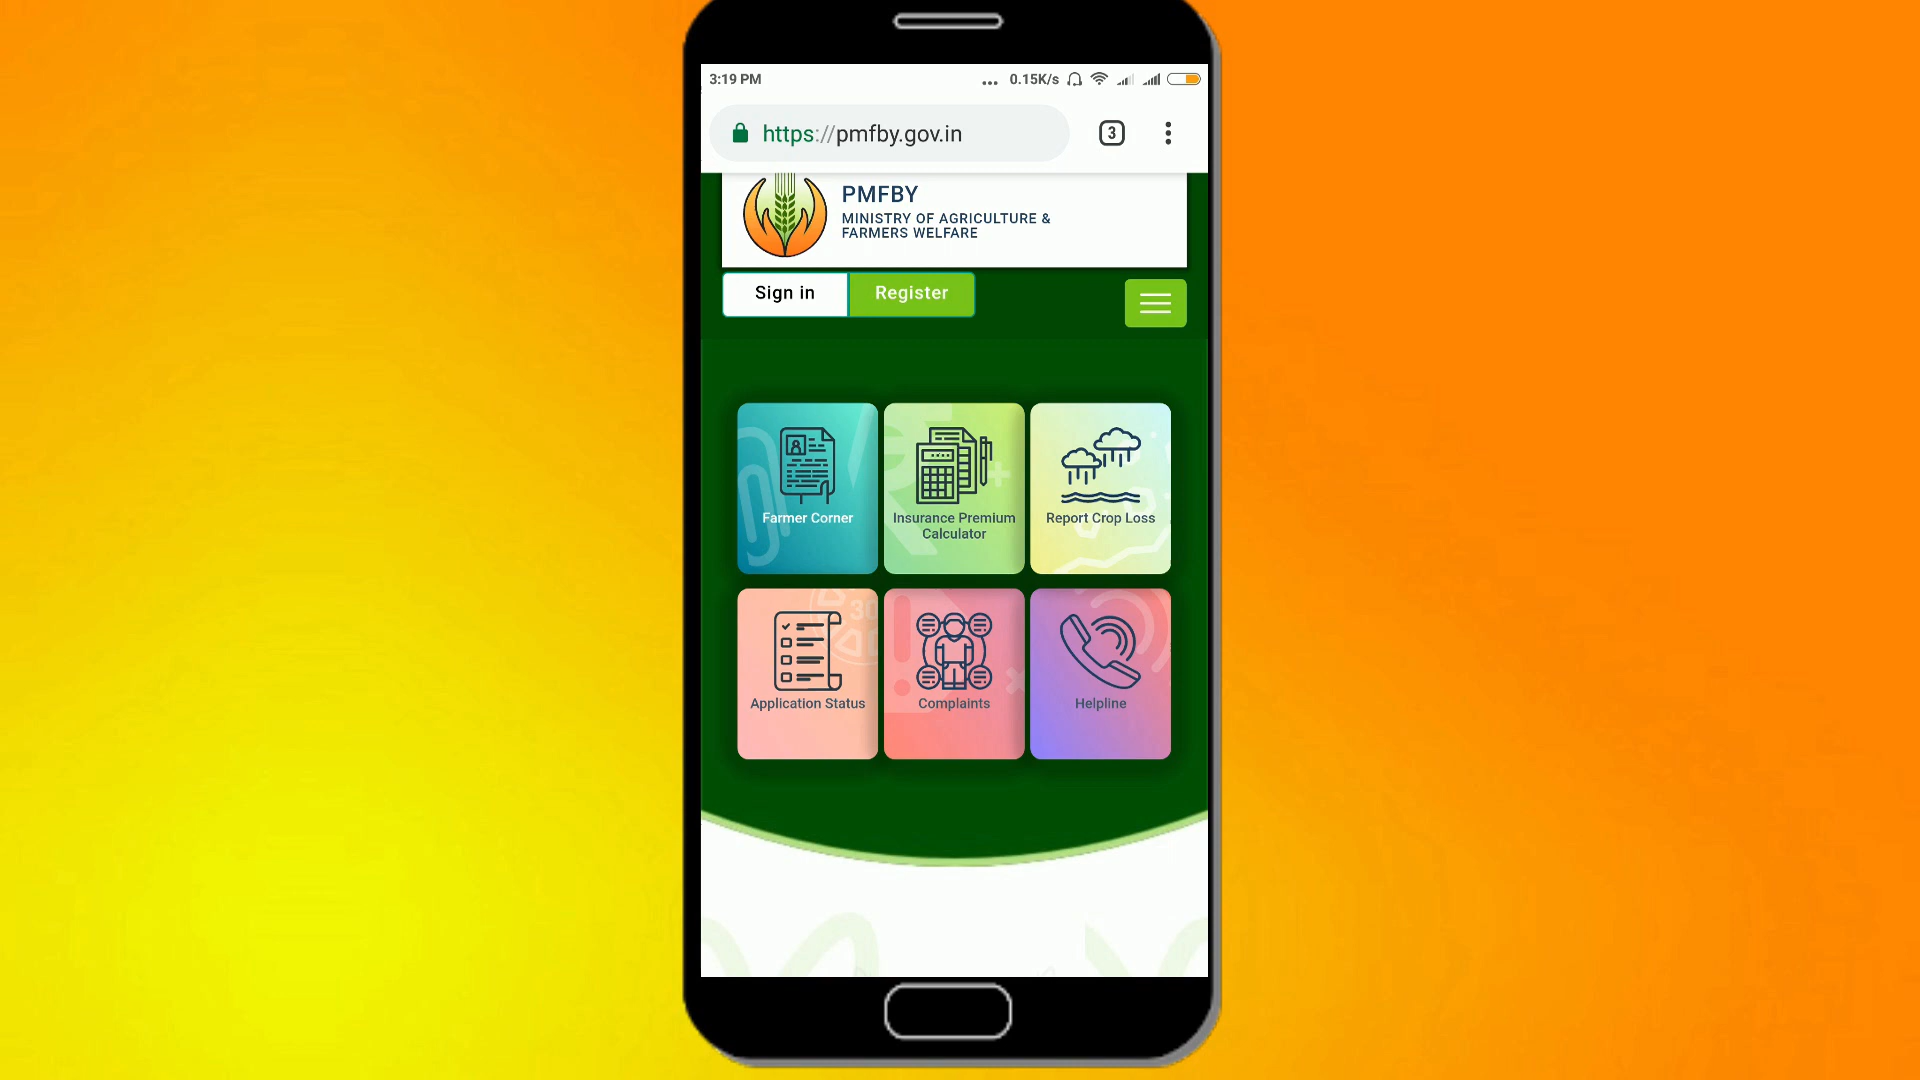 3:19 PM
... 0.15K/s
https://pmfby.gov.in
3
PMFBY
MINISTRY OF AGRICULTURE &
FARMERS WELFARE
Sign in
Register
Farmer Corner
Insurance Premium
Calculator
Report Crop Loss
Application Status
Complaints
Helpline